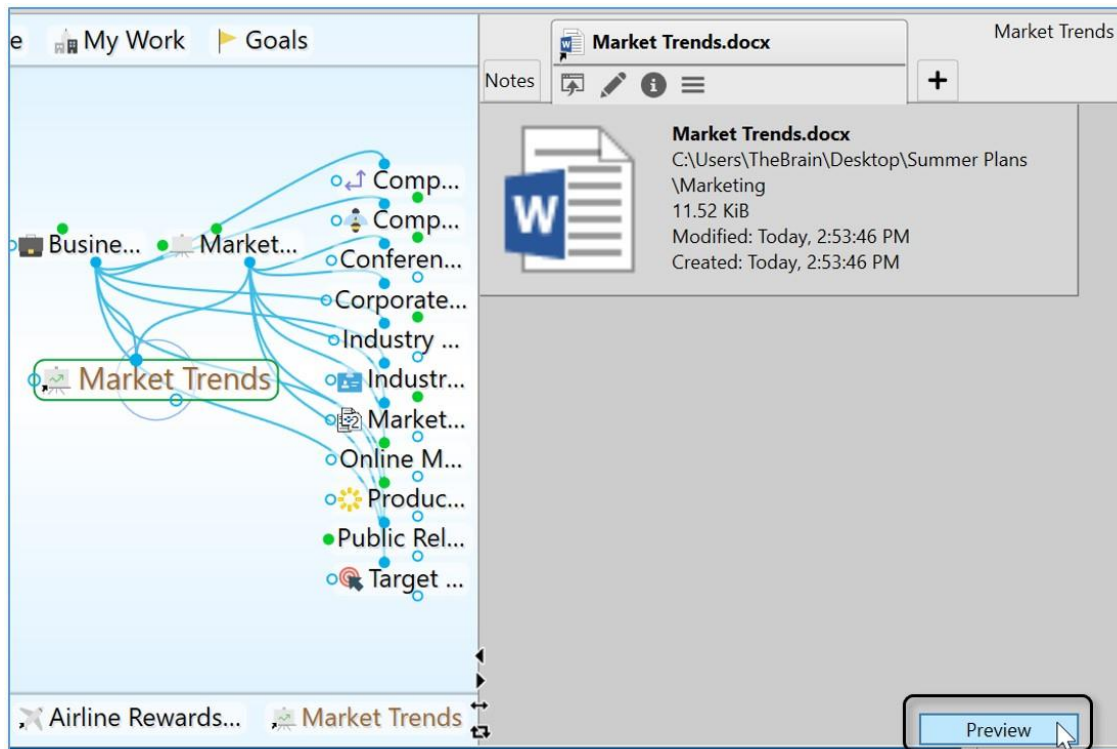 e My Work Goals
Market Trends.docx
Market Trends
Notes
+
Market Trends.docx
C:\Users\TheBrain\Desktop\Summer Plans
\Marketing
11.52 KiB
Modified: Today, 2:53:46 PM
Created: Today, 2:53:46 PM
W
Comp...
Comp...
Busine... Market...
Conferen...
Corporate...
Industry ...
Market Trends
Industr...
Market...
Online M...
Produc...
Public Rel...
Target ...
Airline Rewards... Market Trends
Preview